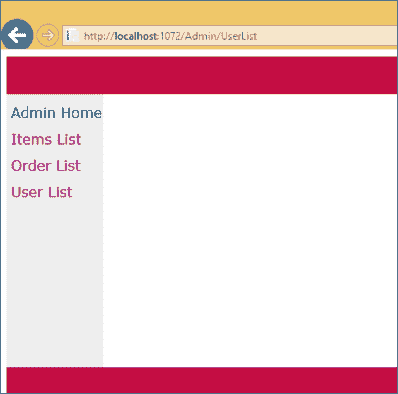 http://localhost:1072/Admin/UserList
Admin Home
Items List
Order List
User List